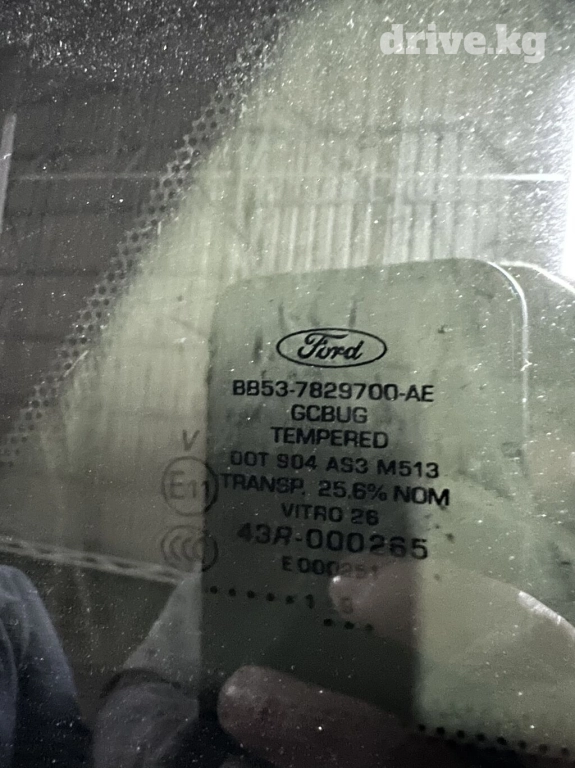 drive.kg
Ford
BB53-7829700-AE
GCBUG
TEMPERED
DOT 904 AS3 M513
TRANSP. 25.6% NOM
V
E11
VITRO 26
43R-000265
E000251